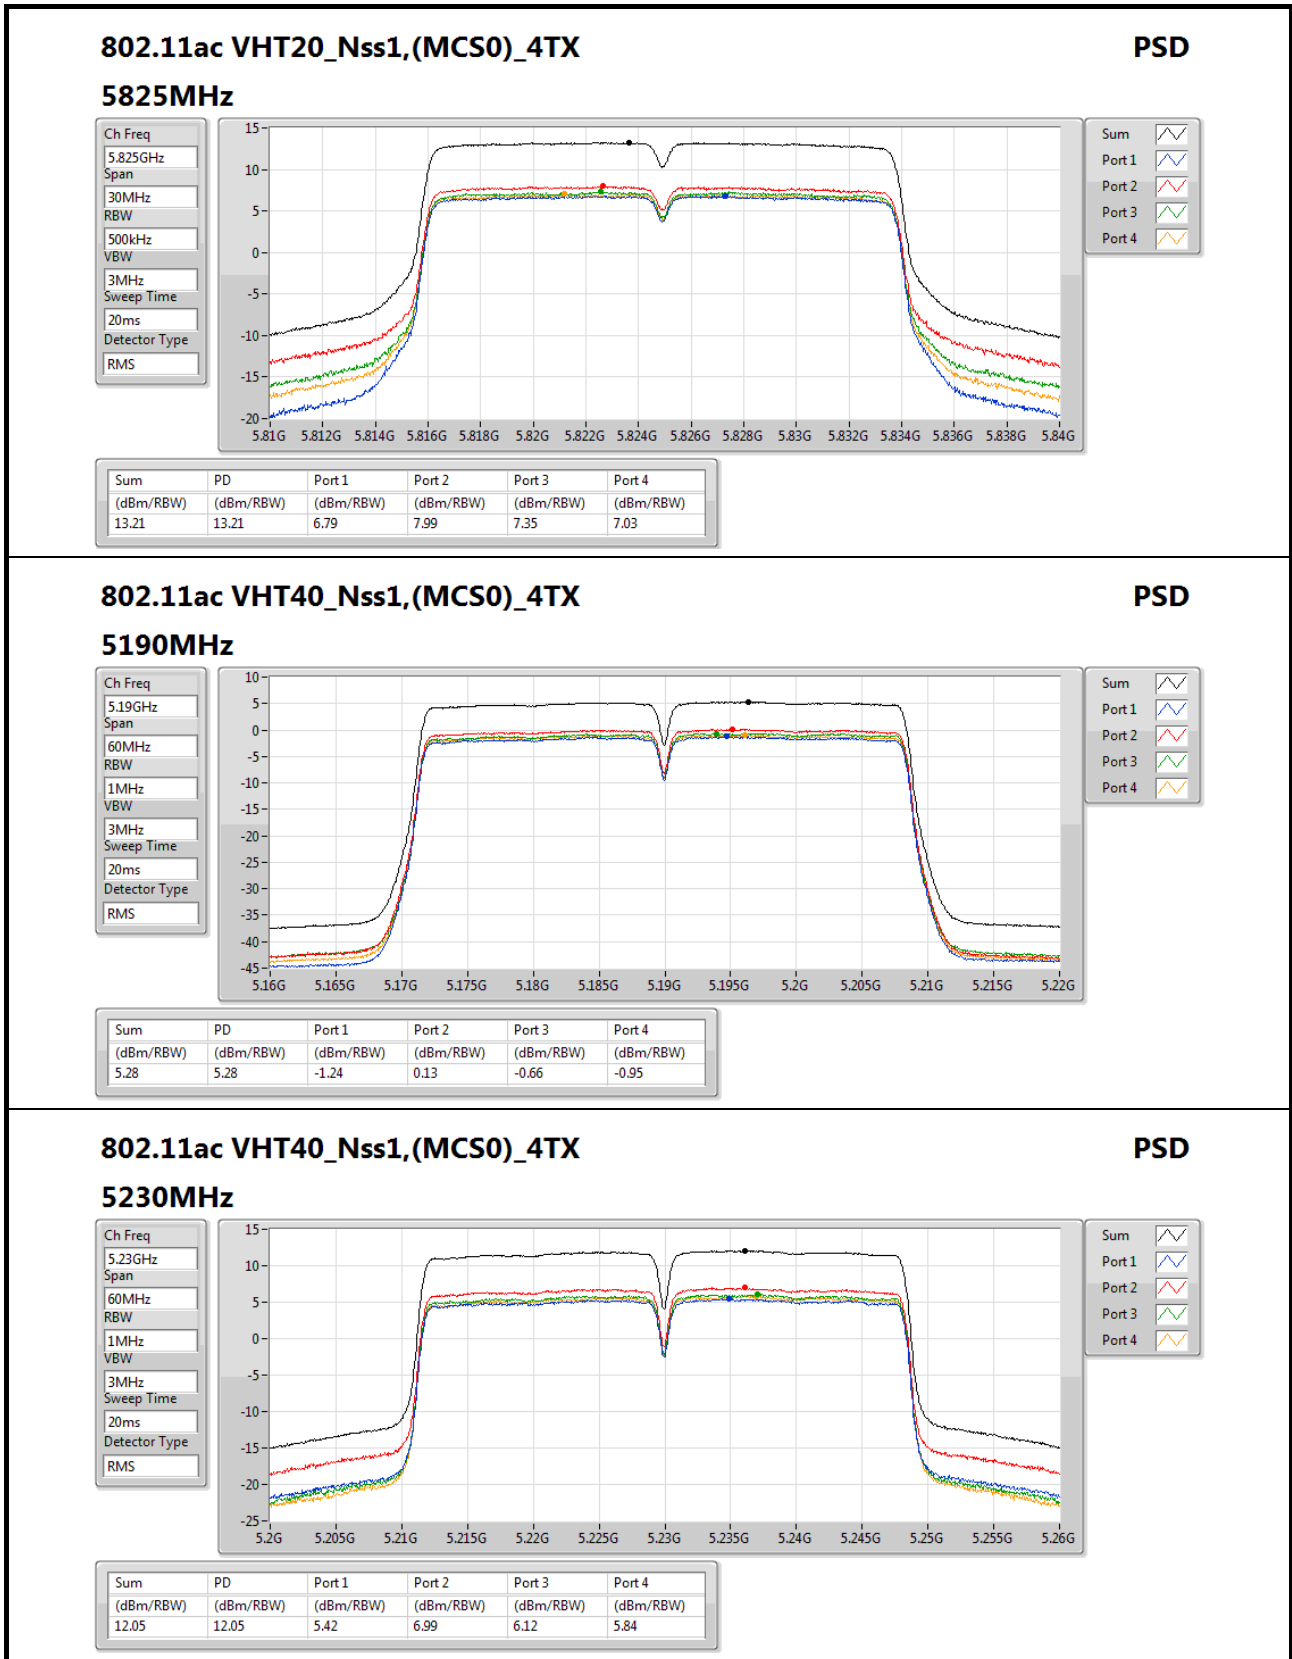 802.11ac VHT20_Nss1,(MCS0)_4TX PSD
5825MHz
Ch Freq
5.825GHz
Span
30MHz
RBW
500kHz
VBW
3MHz
Sweep Time
20ms
Detector Type
RMS
15
10
5
0
-5
-10
-15
-20
5.81G 5.812G 5.814G 5.816G 5.818G 5.82G 5.822G 5.824G 5.826G 5.828G 5.83G 5.832G 5.834G 5.836G 5.838G 5.84G
Sum
Port 1
Port 2
Port 3
Port 4
Sum PD Port 1 Port 2 Port 3 Port 4
(dBm/RBW) (dBm/RBW) (dBm/RBW) (dBm/RBW) (dBm/RBW) (dBm/RBW)
13.21 13.21 6.79 7.99 7.35 7.03
802.11ac VHT40_Nss1,(MCS0)_4TX PSD
5190MHz
Ch Freq
5.19GHz
Span
60MHz
RBW
1MHz
VBW
3MHz
Sweep Time
20ms
Detector Type
RMS
10
5
0
-5
-10
-15
-20
-25
-30
-35
-40
-45
5.16G 5.165G 5.17G 5.175G 5.18G 5.185G 5.19G 5.195G 5.2G 5.205G 5.21G 5.215G 5.22G
Sum
Port 1
Port 2
Port 3
Port 4
Sum PD Port 1 Port 2 Port 3 Port 4
(dBm/RBW) (dBm/RBW) (dBm/RBW) (dBm/RBW) (dBm/RBW) (dBm/RBW)
5.28 5.28 -1.24 0.13 -0.66 -0.95
802.11ac VHT40_Nss1,(MCS0)_4TX PSD
5230MHz
Ch Freq
5.23GHz
Span
60MHz
RBW
1MHz
VBW
3MHz
Sweep Time
20ms
Detector Type
RMS
15
10
5
0
-5
-10
-15
-20
-25
5.2G 5.205G 5.21G 5.215G 5.22G 5.225G 5.23G 5.235G 5.24G 5.245G 5.25G 5.255G 5.26G
Sum
Port 1
Port 2
Port 3
Port 4
Sum PD Port 1 Port 2 Port 3 Port 4
(dBm/RBW) (dBm/RBW) (dBm/RBW) (dBm/RBW) (dBm/RBW) (dBm/RBW)
12.05 12.05 5.42 6.99 6.12 5.84